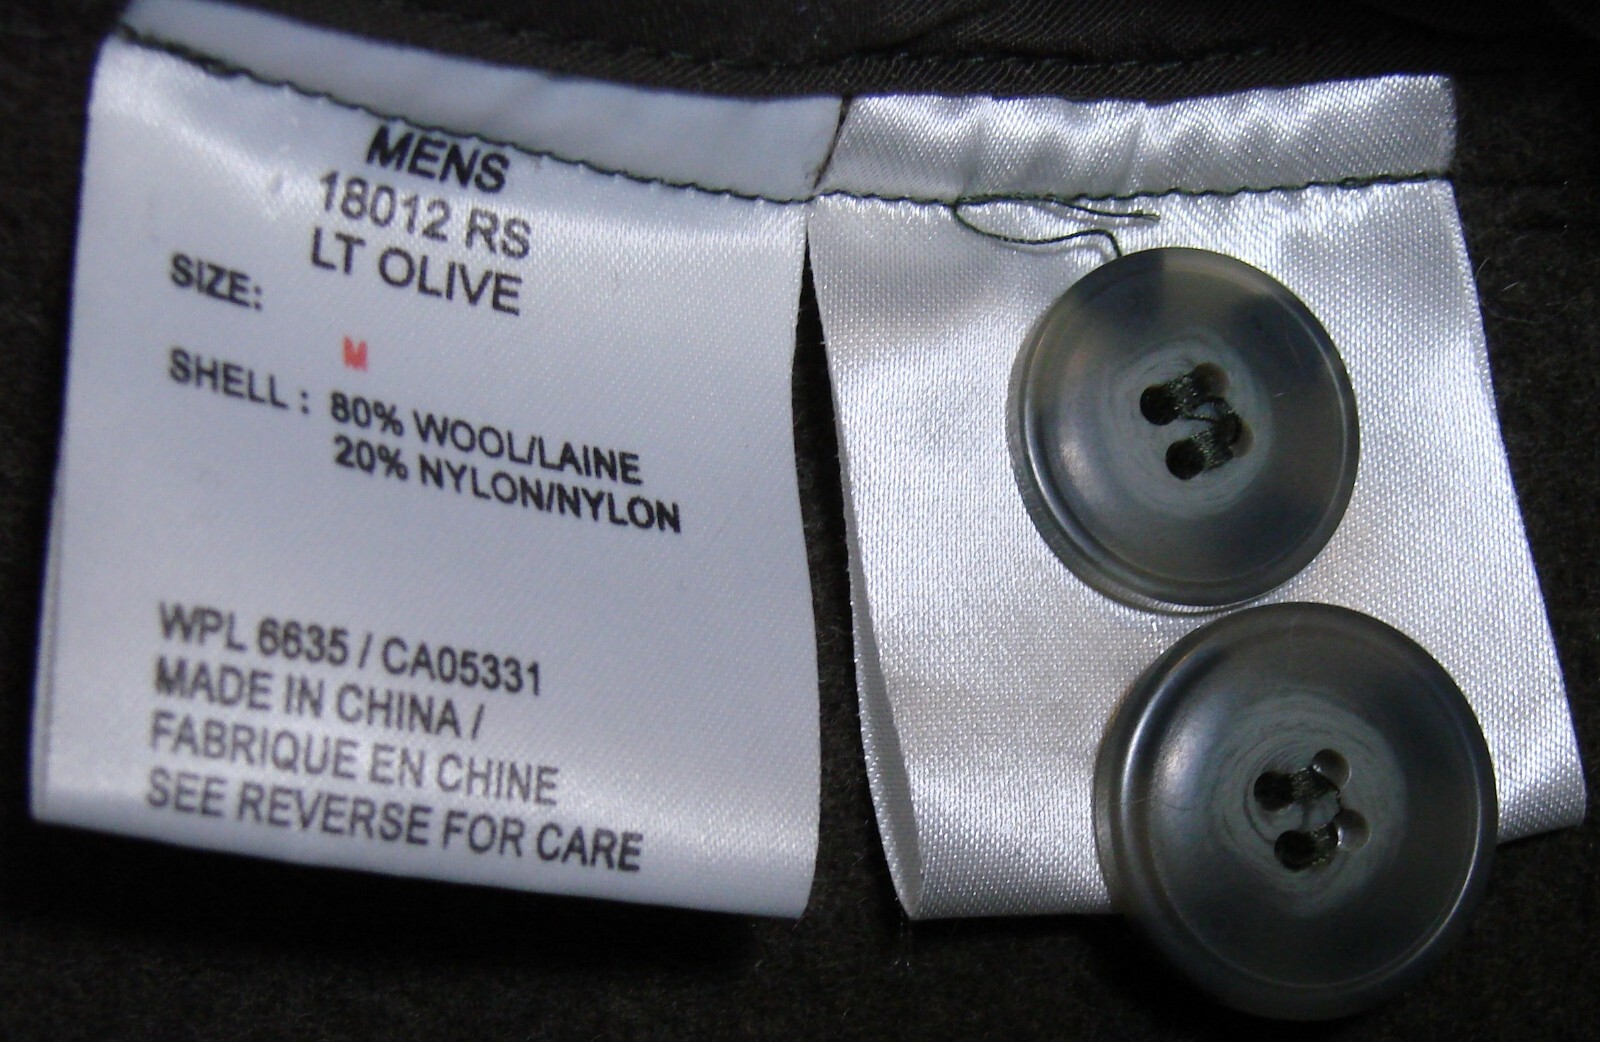 MENS
18012 RS
LT OLIVE
SIZE:
M
SHELL : 80% WOOL/LAINE
20% NYLON/NYLON
WPL 6635 / CA05331
MADE IN CHINA /
FABRIQUE EN CHINE
SEE REVERSE FOR CARE